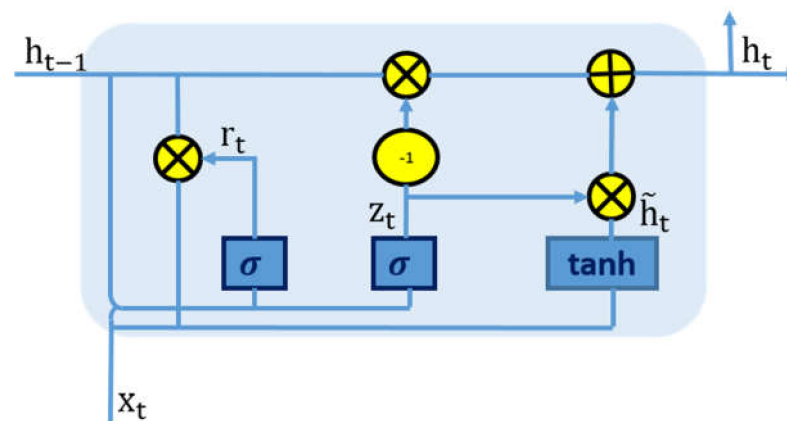 h_{t-1}
h_t
r_t
-1
z_t
h̃_t
σ
σ
tanh
x_t